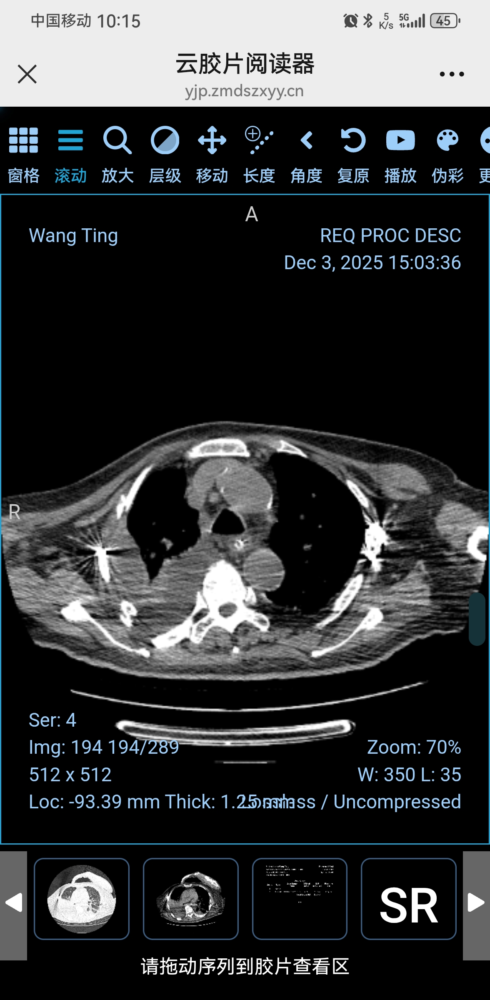 中国移动 10:15
5 K/s 5G 45
云胶片阅读器
yjp.zmdszxyy.cn
窗格 滚动 放大 层级 移动 长度 角度 复原 播放 伪彩
A
Wang Ting
REQ PROC DESC
Dec 3, 2025 15:03:36
R
Ser: 4
Img: 194 194/289
Zoom: 70%
512 x 512
W: 350 L: 35
Loc: -93.39 mm Thick: 1.25 mm
/ Uncompressed
SR
请拖动序列到胶片查看区